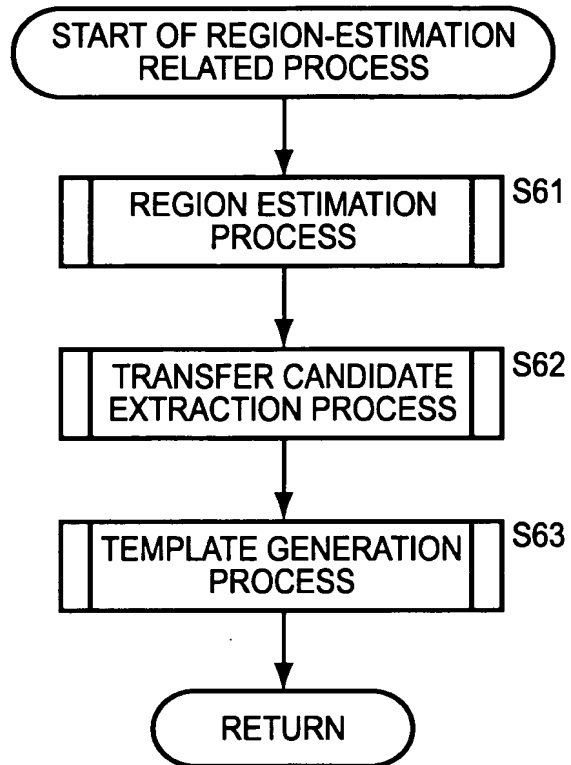 START OF REGION-ESTIMATION
RELATED PROCESS
S61
REGION ESTIMATION
PROCESS
S62
TRANSFER CANDIDATE
EXTRACTION PROCESS
S63
TEMPLATE GENERATION
PROCESS
RETURN